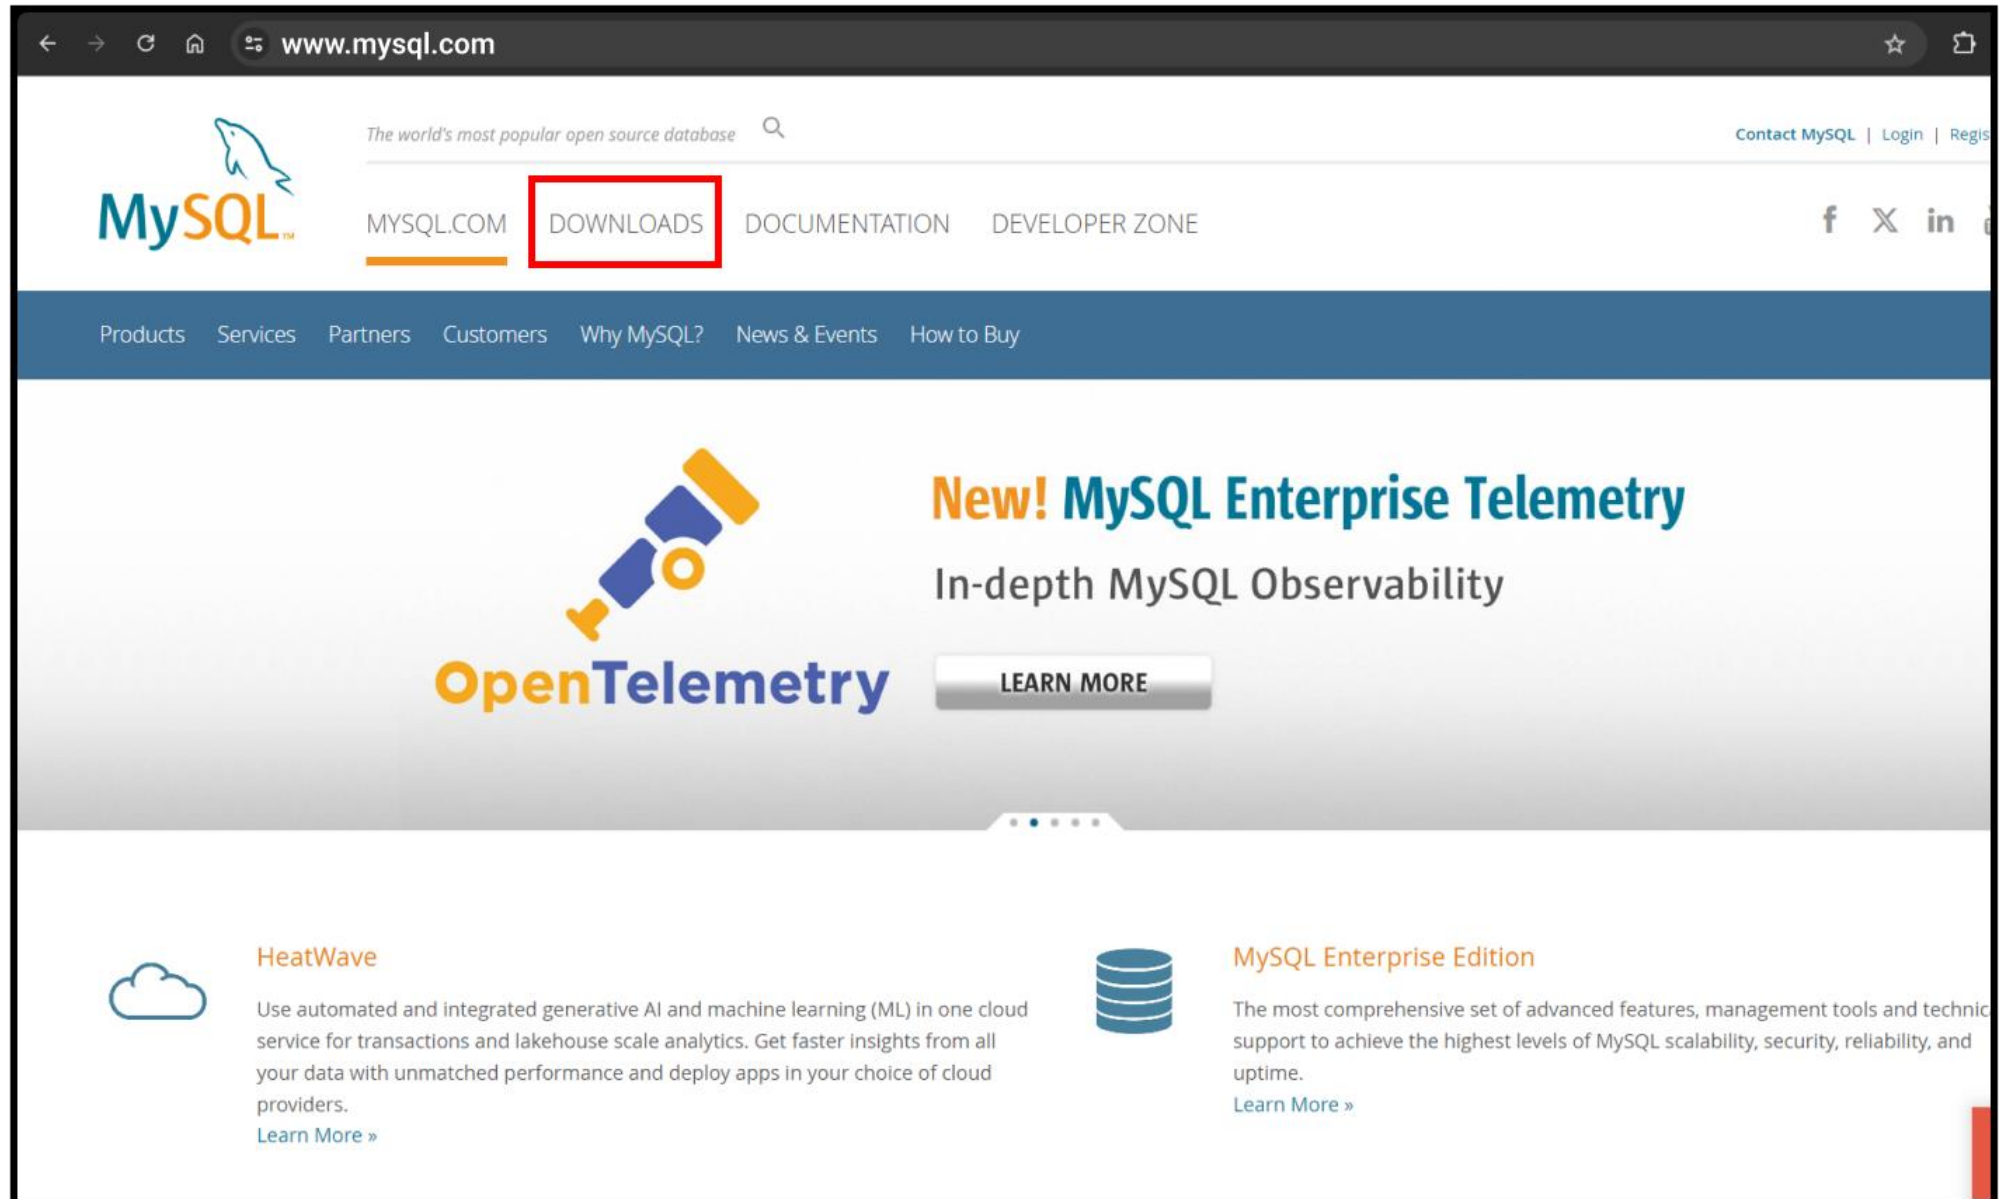 www.mysql.com
The world's most popular open source database
Contact MySQL | Login | Regis
MySQL™
MYSQL.COM DOWNLOADS DOCUMENTATION DEVELOPER ZONE
Products Services Partners Customers Why MySQL? News & Events How to Buy
New! MySQL Enterprise Telemetry
In-depth MySQL Observability
OpenTelemetry
LEARN MORE
HeatWave
Use automated and integrated generative AI and machine learning (ML) in one cloud
service for transactions and lakehouse scale analytics. Get faster insights from all
your data with unmatched performance and deploy apps in your choice of cloud
providers.
Learn More »
MySQL Enterprise Edition
The most comprehensive set of advanced features, management tools and technic
support to achieve the highest levels of MySQL scalability, security, reliability, and
uptime.
Learn More »